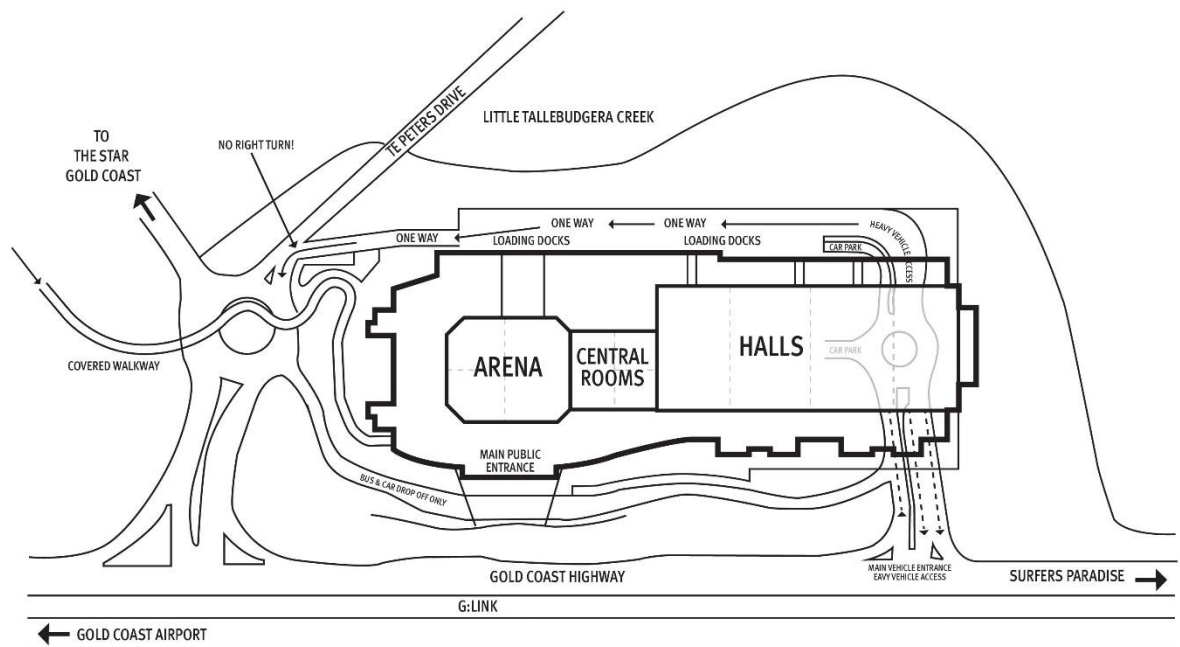 TO
THE STAR
GOLD COAST
NO RIGHT TURN!
TE PETERS DRIVE
LITTLE TALLEBUDGERA CREEK
ONE WAY
ONE WAY
ONE WAY
LOADING DOCKS
LOADING DOCKS
HEAVY VEHICLE ACCESS
CAR PARK
COVERED WALKWAY
ARENA
CENTRAL
ROOMS
HALLS
CAR PARK
MAIN PUBLIC
ENTRANCE
BUS & CAR DROP OFF ONLY
MAIN VEHICLE ENTRANCE
EAVY VEHICLE ACCESS
GOLD COAST HIGHWAY
SURFERS PARADISE
G:LINK
GOLD COAST AIRPORT